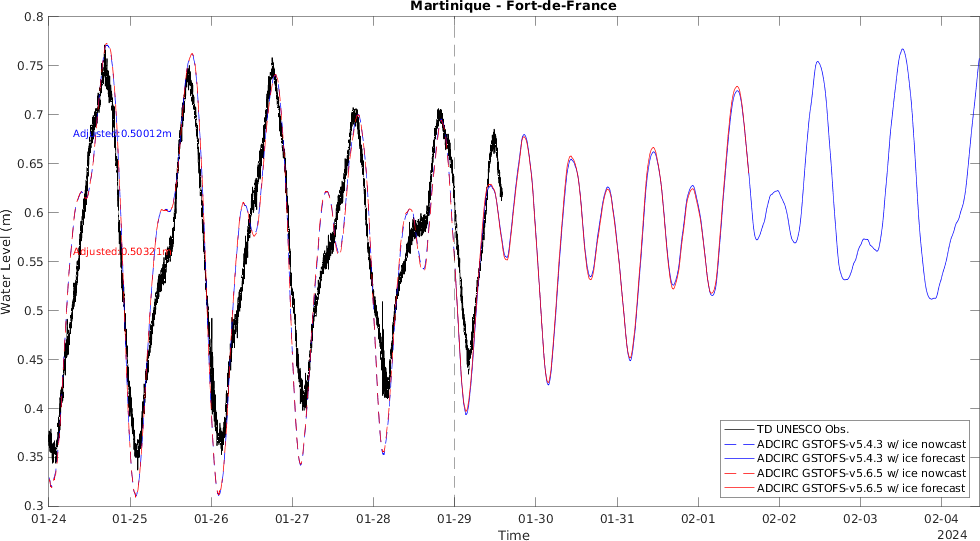 Martinique - Fort-de-France
0.8
0.75
0.7
Adjusted:0.50012m
0.65
0.6
Adjusted:0.50321m
0.55
0.5
0.45
0.4
0.35
0.3
Water Level (m)
TD UNESCO Obs.
ADCIRC GSTOFS-v5.4.3 w/ ice nowcast
ADCIRC GSTOFS-v5.4.3 w/ ice forecast
ADCIRC GSTOFS-v5.6.5 w/ ice nowcast
ADCIRC GSTOFS-v5.6.5 w/ ice forecast
01-24 01-25 01-26 01-27 01-28 01-29 01-30 01-31 02-01 02-02 02-03 02-04
Time
2024